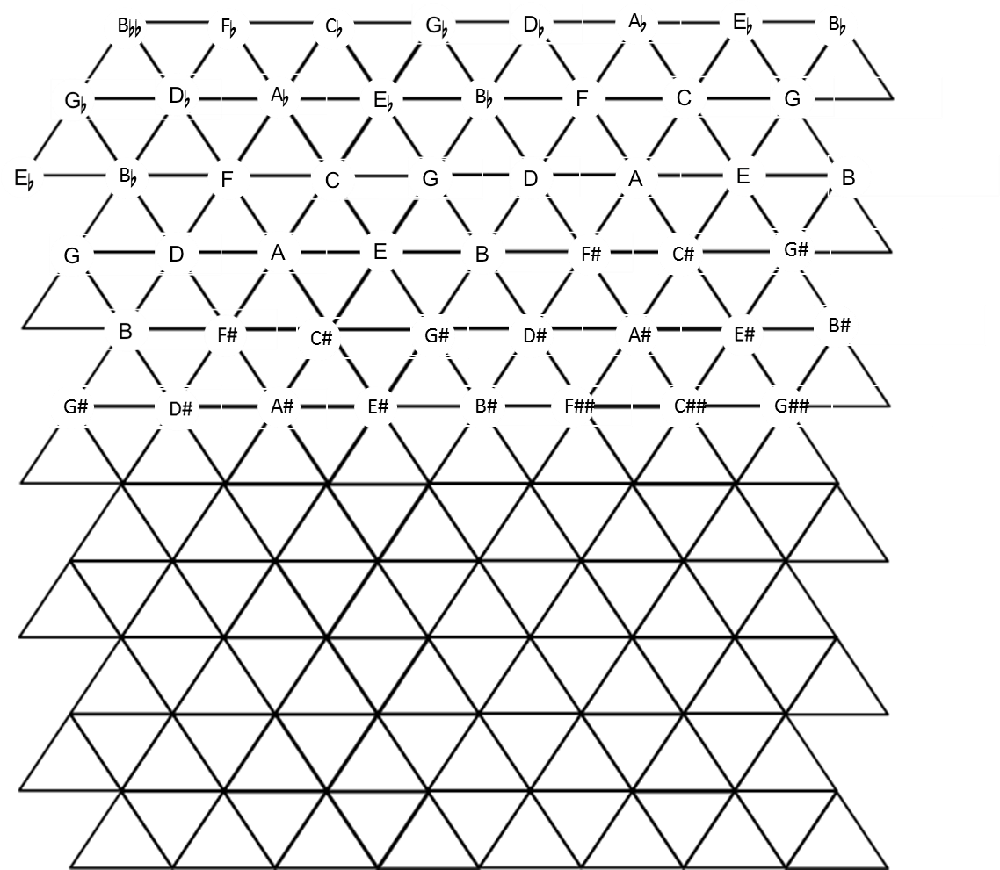 B♭♭ F♭ C♭ G♭ D♭ A♭ E♭ B♭
G♭ D♭ A♭ E♭ B♭ F C G
E♭ B♭ F C G D A E B
G D A E B F# C# G#
B F# C# G# D# A# E# B#
G# D# A# E# B# F## C## G##